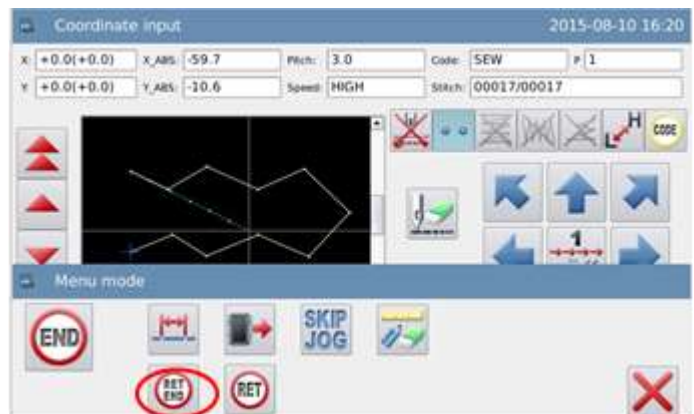 Coordinate input 2015-08-10 16:20
X: +0.0(+0.0) X_ABS: -59.7 Pitch: 3.0 Code: SEW P 1
Y +0.0(+0.0) Y_ABS: -10.6 Speed: HIGH Stitch: 00017/00017
L H CODE
1
Menu mode
END
SKIP
JOG
RET
END
RET